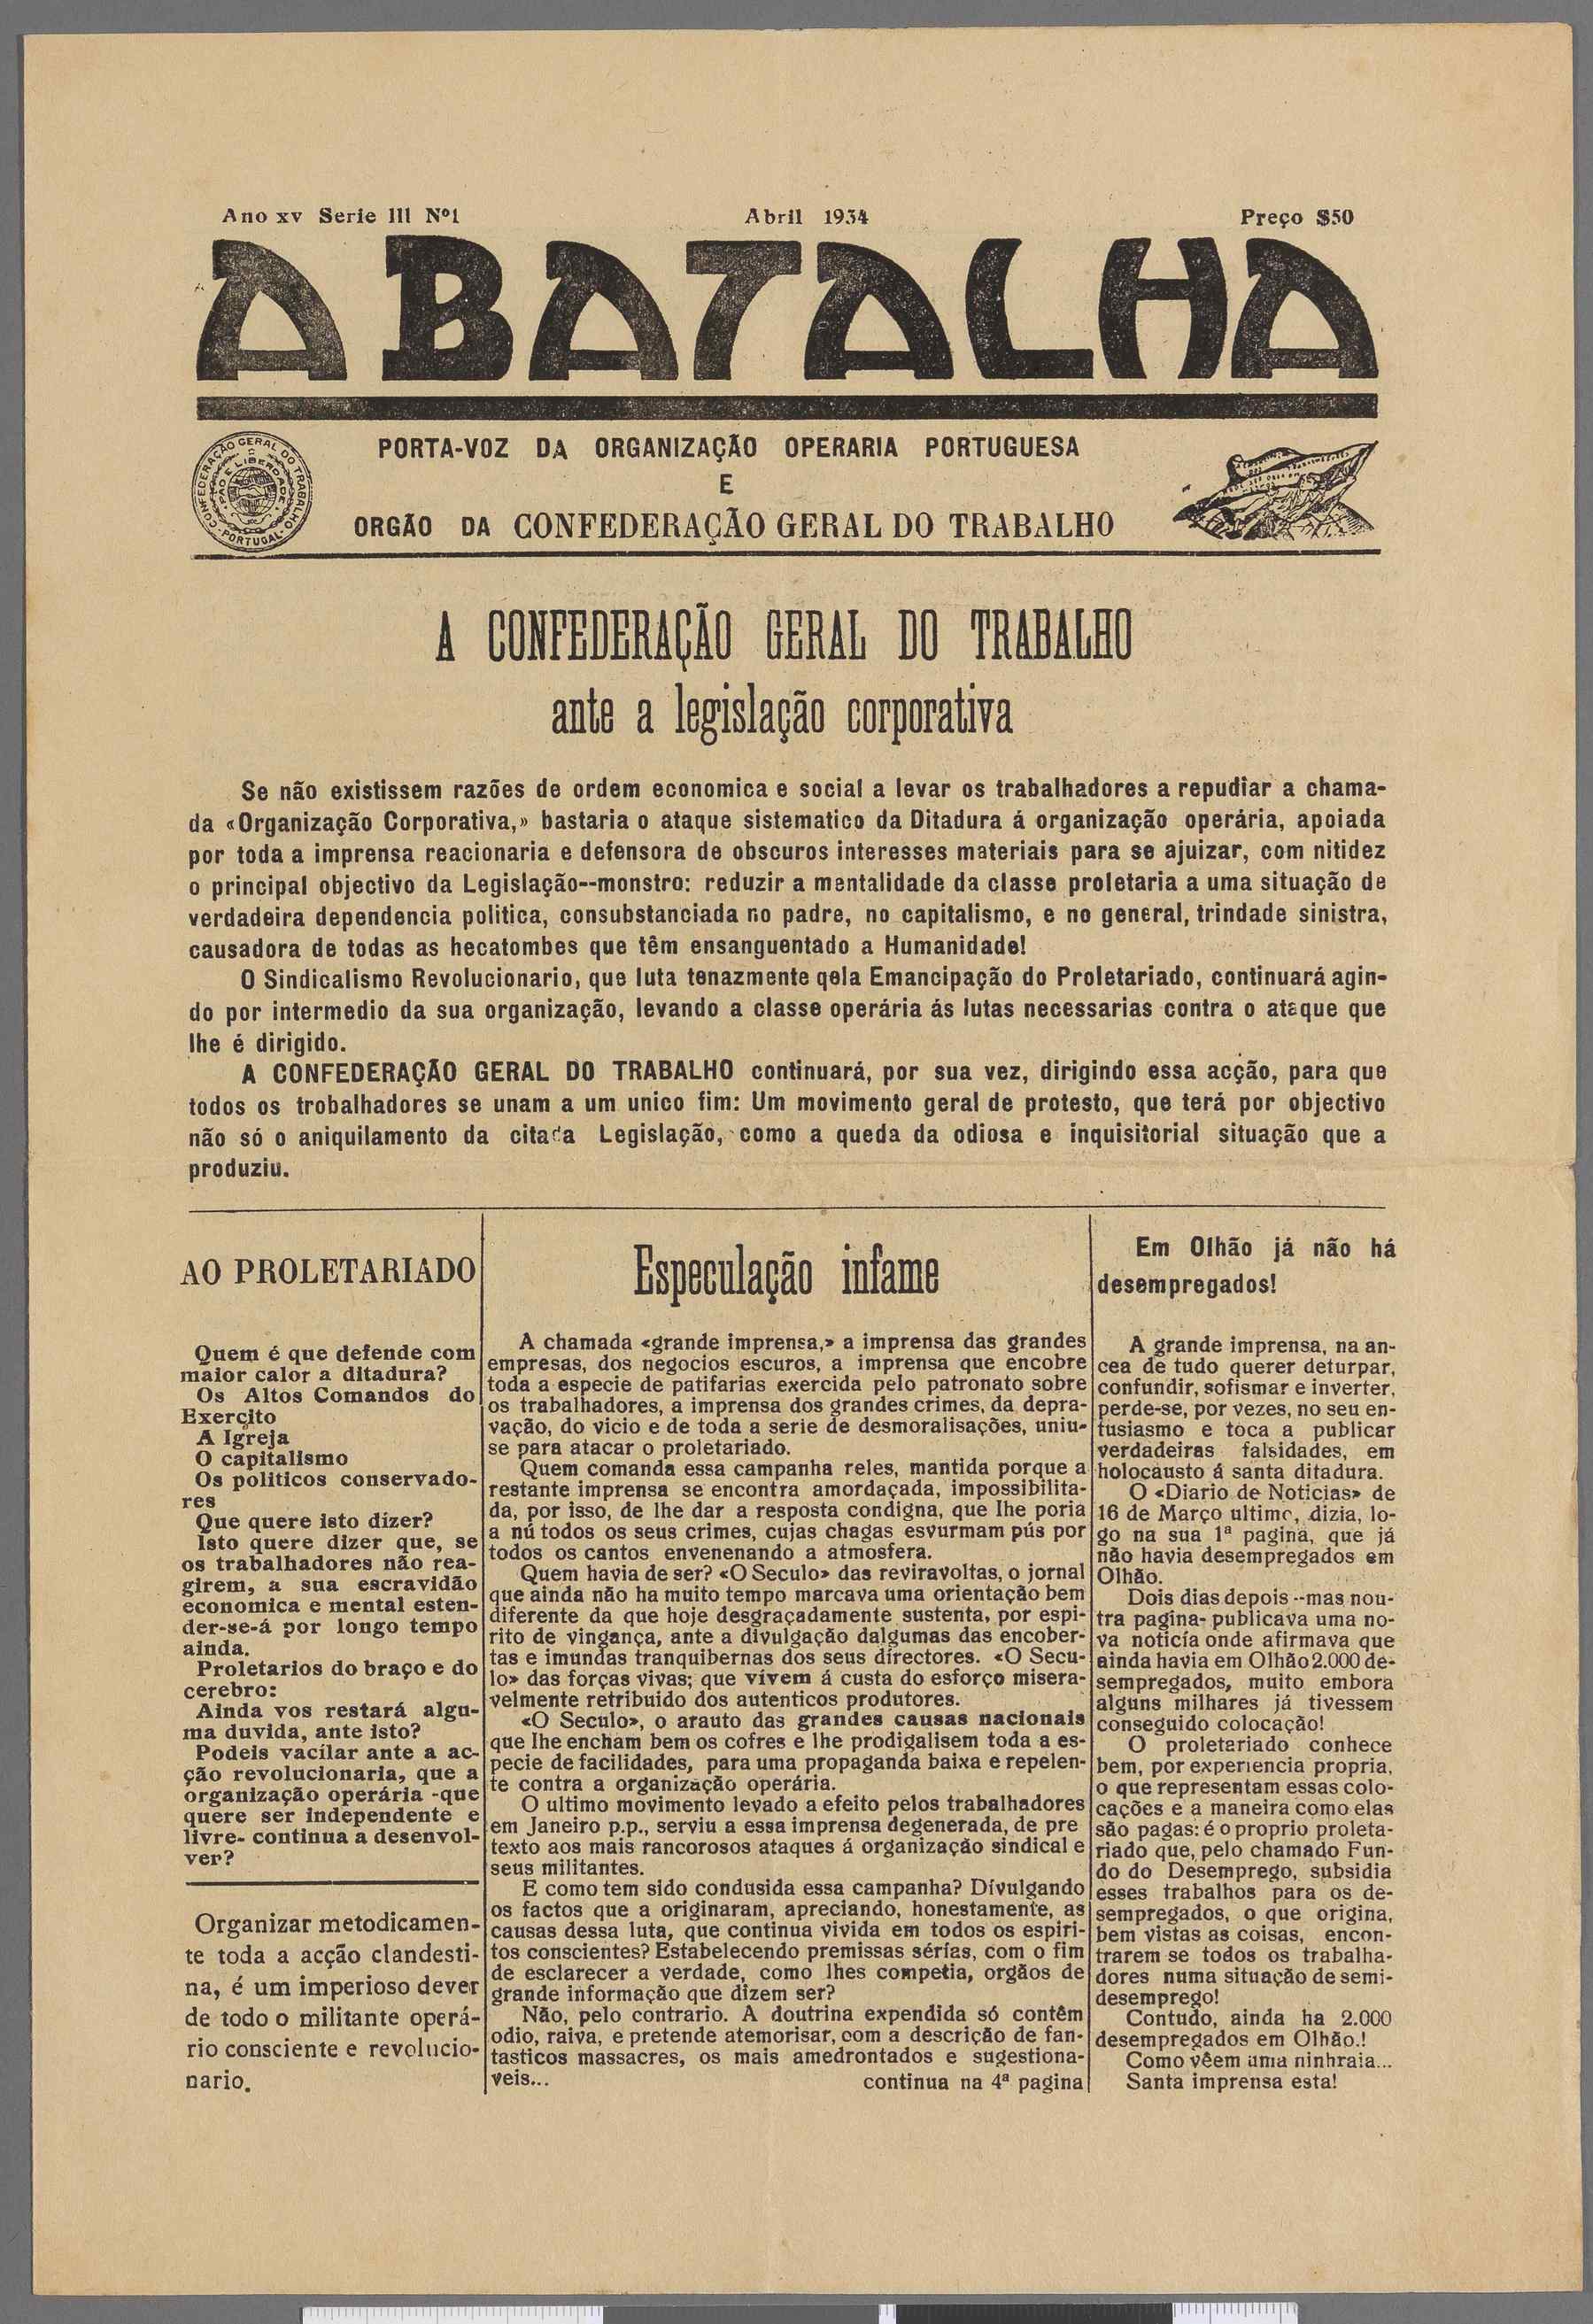 Ano xv Serie III Nº1
Abril 1934
Preço $50
A BATALHA
CONFEDERAÇÃO GERAL DO TRABALHO
PÃO E LIBERDADE
PORTUGAL
PORTA-VOZ DA ORGANIZAÇÃO OPERARIA PORTUGUESA
E
ORGÃO DA CONFEDERAÇÃO GERAL DO TRABALHO
A CONFEDERAÇÃO GERAL DO TRABALHO
ante a legislação corporativa
Se não existissem razões de ordem economica e social a levar os trabalhadores a repudiar a chama-
da «Organização Corporativa,» bastaria o ataque sistematico da Ditadura á organização operária, apoiada
por toda a imprensa reacionaria e defensora de obscuros interesses materiais para se ajuizar, com nitidez
o principal objectivo da Legislação--monstro: reduzir a mentalidade da classe proletaria a uma situação de
verdadeira dependencia politica, consubstanciada no padre, no capitalismo, e no general, trindade sinistra,
causadora de todas as hecatombes que têm ensanguentado a Humanidade!
O Sindicalismo Revolucionario, que luta tenazmente qela Emancipação do Proletariado, continuará agin-
do por intermedio da sua organização, levando a classe operária ás lutas necessarias contra o ataque que
lhe é dirigido.
A CONFEDERAÇÃO GERAL DO TRABALHO continuará, por sua vez, dirigindo essa acção, para que
todos os trobalhadores se unam a um unico fim: Um movimento geral de protesto, que terá por objectivo
não só o aniquilamento da citada Legislação, como a queda da odiosa e inquisitorial situação que a
produziu.
AO PROLETARIADO
Quem é que defende com
maior calor a ditadura?
Os Altos Comandos do
Exerçito
A Igreja
O capitalismo
Os politicos conservado-
res
Que quere isto dizer?
Isto quere dizer que, se
os trabalhadores não rea-
girem, a sua escravidão
economica e mental esten-
der-se-á por longo tempo
ainda.
Proletarios do braço e do
cerebro:
Ainda vos restará algu-
ma duvida, ante isto?
Podeis vacílar ante a ac-
ção revolucionaria, que a
organização operária -que
quere ser independente e
livre- continua a desenvol-
ver?
Organizar metodicamen-
te toda a acção clandesti-
na, é um imperioso dever
de todo o militante operá-
rio consciente e revolucio-
nario.
Especulação infame
A chamada «grande imprensa,» a imprensa das grandes
empresas, dos negocios escuros, a imprensa que encobre
toda a especie de patifarias exercida pelo patronato sobre
os trabalhadores, a imprensa dos grandes crimes, da depra-
vação, do vicio e de toda a serie de desmoralisações, uniu-
se para atacar o proletariado.
Quem comanda essa campanha reles, mantida porque a
restante imprensa se encontra amordaçada, impossibilita-
da, por isso, de lhe dar a resposta condigna, que lhe poria
a nú todos os seus crimes, cujas chagas esvurmam pús por
todos os cantos envenenando a atmosfera.
Quem havia de ser? «O Seculo» das reviravoltas, o jornal
que ainda não ha muito tempo marcava uma orientação bem
diferente da que hoje desgraçadamente sustenta, por espi-
rito de vingança, ante a divulgação dalgumas das encober-
tas e imundas tranquibernas dos seus dírectores. «O Secu-
lo» das forças vivas; que vívem á custa do esforço misera-
velmente retribuido dos autenticos produtores.
«O Seculo», o arauto das grandes causas nacionais
que lhe encham bem os cofres e lhe prodigalisem toda a es-
pecie de facilidades, para uma propaganda baixa e repelen-
te contra a organização operária.
O ultimo movimento levado a efeito pelos trabalhadores
em Janeiro p.p., serviu a essa imprensa degenerada, de pre
texto aos mais rancorosos ataques á organização sindical e
seus militantes.
E como tem sido condusida essa campanha? Dívulgando
os factos que a originaram, apreciando, honestamente, as
causas dessa luta, que continua vivida em todos os espiri-
tos conscientes? Estabelecendo premissas sérías, com o fim
de esclarecer a verdade, como lhes competia, orgãos de
grande informação que dizem ser?
Não, pelo contrario. A doutrina expendida só contêm
odio, raiva, e pretende atemorisar, com a descrição de fan-
tasticos massacres, os mais amedrontados e sugestiona-
veis...
continua na 4ª pagina
Em Olhão já não há
desempregados!
A grande imprensa, na an-
cea de tudo querer deturpar,
confundir, sofismar e inverter,
perde-se, por vezes, no seu en-
tusiasmo e toca a publicar
verdadeiras falsidades, em
holocausto á santa ditadura.
O «Diario de Noticias» de
16 de Março ultimo, dizia, lo-
go na sua 1ª pagina, que já
não havia desempregados em
Olhão.
Dois dias depois --mas nou-
tra pagina- publicava uma no-
va notícia onde afirmava que
ainda havia em Olhão 2.000 de-
sempregados, muito embora
alguns milhares já tivessem
conseguido colocação!
O proletariado conhece
bem, por experiencia propria,
o que representam essas colo-
cações e a maneira como elas
são pagas: é o proprio proleta-
riado que, pelo chamado Fun-
do do Desemprego, subsidia
esses trabalhos para os de-
sempregados, o que origina,
bem vistas as coisas, encon-
trarem se todos os trabalha-
dores numa situação de semi-
desemprego!
Contudo, ainda ha 2.000
desempregados em Olhão.!
Como vêem uma ninhraia...
Santa imprensa esta!